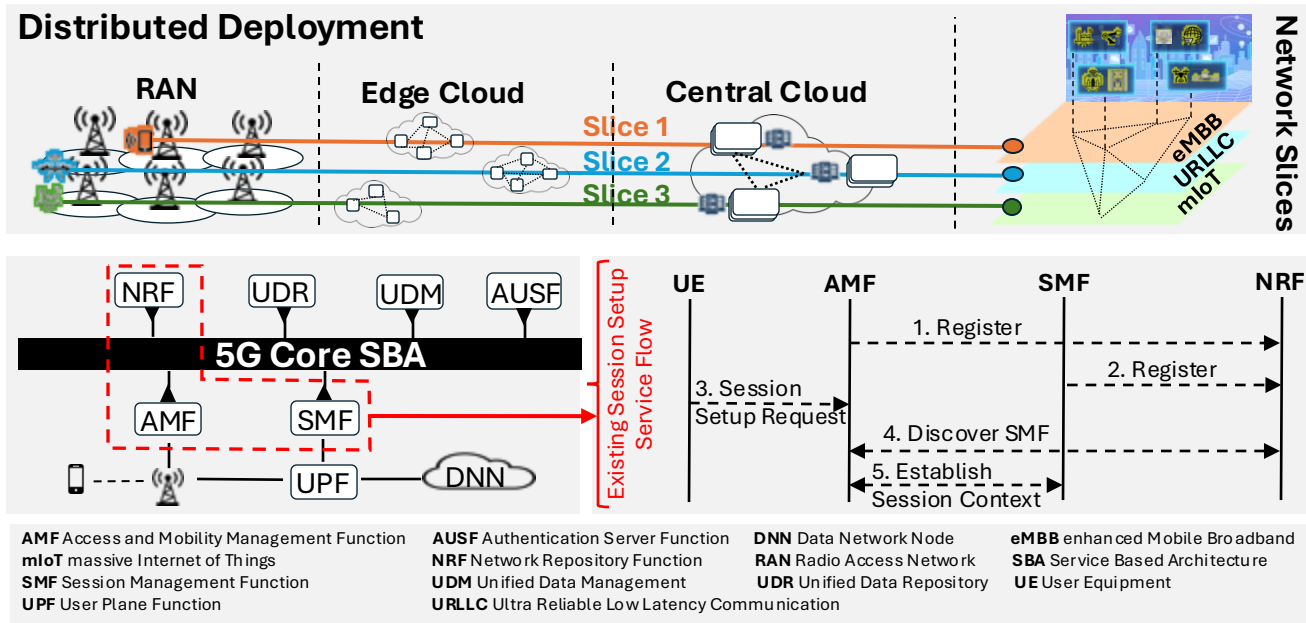 Distributed Deployment
RAN
Edge Cloud
Central Cloud
Slice 1
Slice 2
Slice 3
eMBB
URLLC
mIoT
Network Slices
NRF
UDR
UDM
AUSF
5G Core SBA
AMF
SMF
UPF
DNN
Existing Session Setup
Service Flow
UE
AMF
SMF
NRF
1. Register
2. Register
3. Session
Setup Request
4. Discover SMF
5. Establish
Session Context
AMF Access and Mobility Management Function
AUSF Authentication Server Function
DNN Data Network Node
eMBB enhanced Mobile Broadband
mIoT massive Internet of Things
NRF Network Repository Function
RAN Radio Access Network
SBA Service Based Architecture
SMF Session Management Function
UDM Unified Data Management
UDR Unified Data Repository
UE User Equipment
UPF User Plane Function
URLLC Ultra Reliable Low Latency Communication